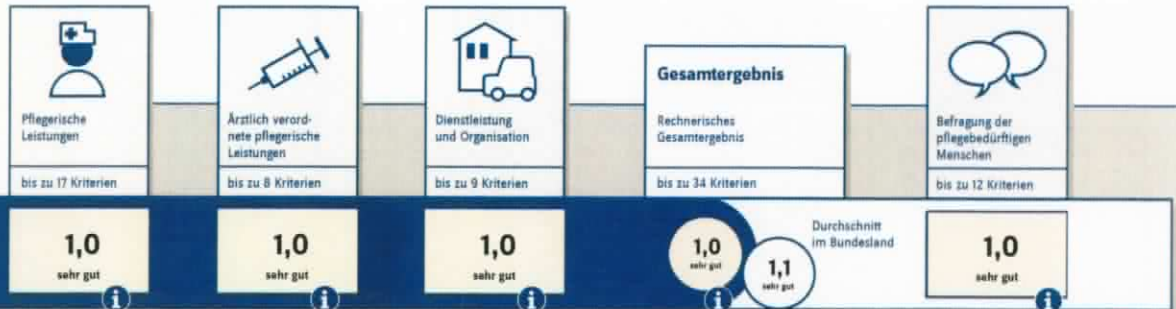 Pflegerische
Leistungen
bis zu 17 Kriterien
1,0
sehr gut
i
Ärztlich verord-
nete pflegerische
Leistungen
bis zu 8 Kriterien
1,0
sehr gut
i
Dienstleistung
und Organisation
bis zu 9 Kriterien
1,0
sehr gut
i
Gesamtergebnis
Rechnerisches
Gesamtergebnis
bis zu 34 Kriterien
1,0
sehr gut
i
1,1
sehr gut
Durchschnitt
im Bundesland
Befragung der
pflegebedürftigen
Menschen
bis zu 12 Kriterien
1,0
sehr gut
i